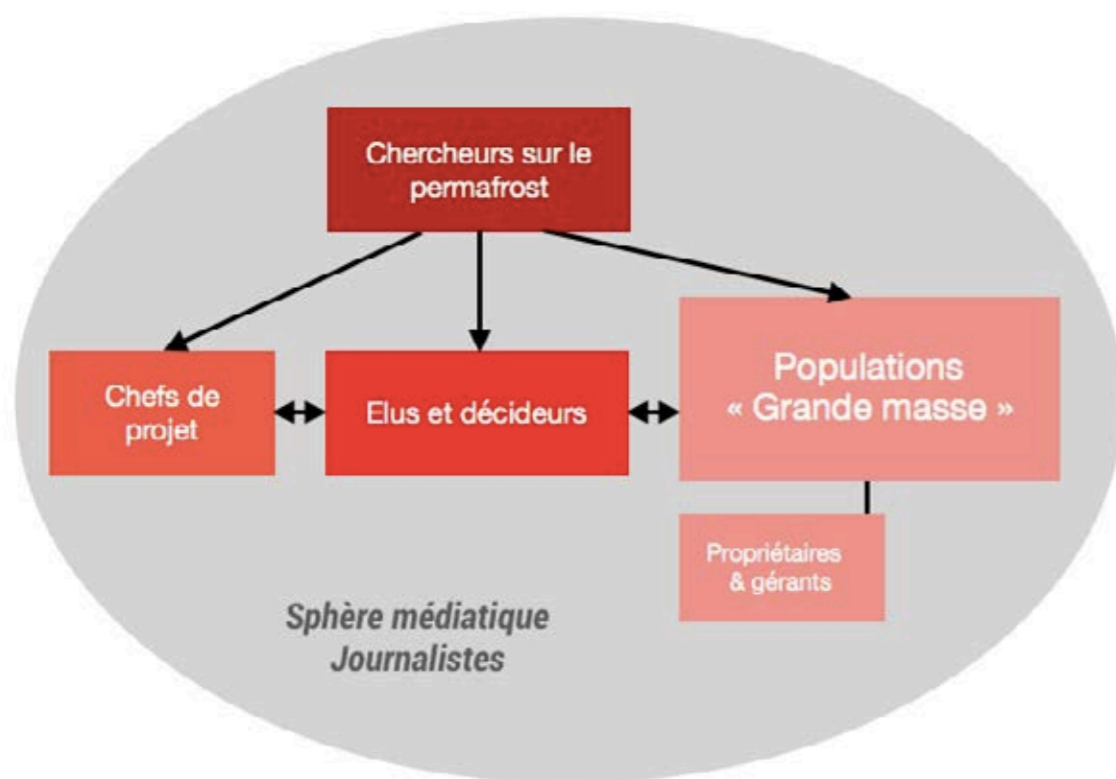 Chercheurs sur le
permafrost
Chefs de
projet
Elus et décideurs
Populations
« Grande masse »
Propriétaires
& gérants
Sphère médiatique
Journalistes